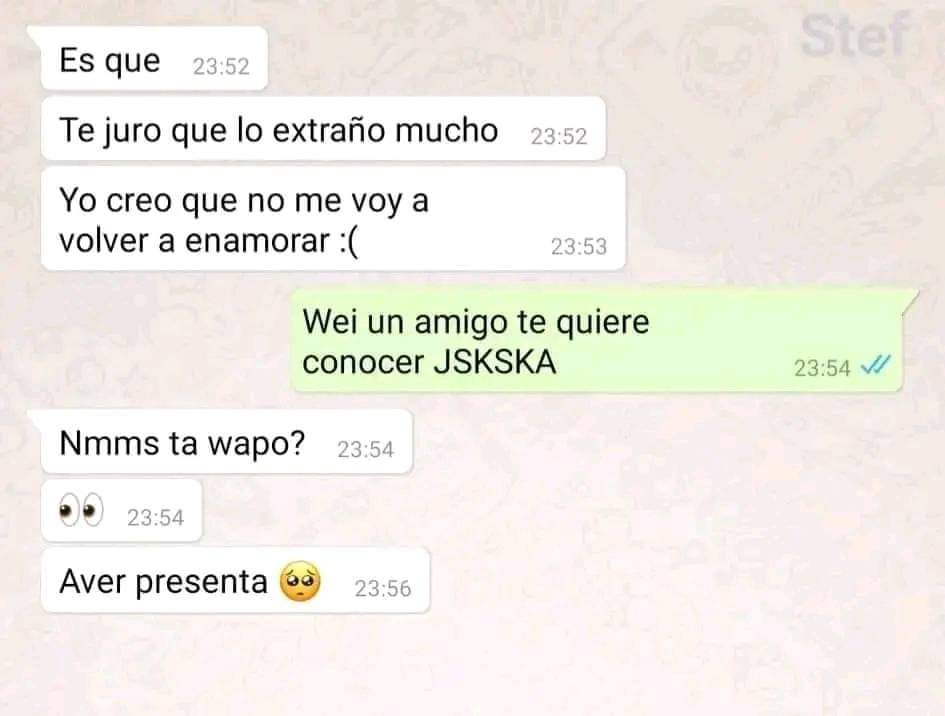 Stef
Es que 23:52
Te juro que lo extraño mucho 23:52
Yo creo que no me voy a
volver a enamorar :( 23:53
Wei un amigo te quiere
conocer JSKSKA 23:54
Nmms ta wapo? 23:54
👀 23:54
Aver presenta 🥺 23:56